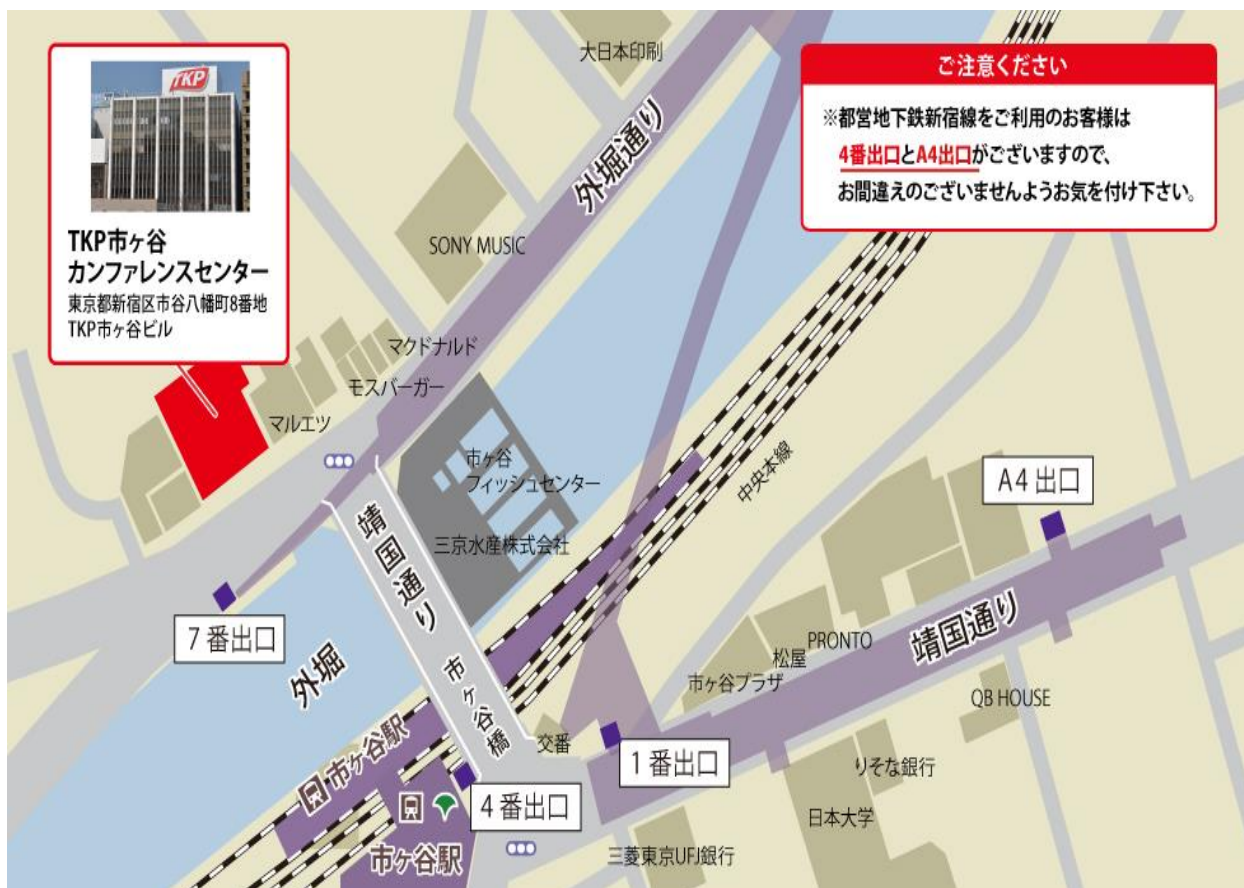 TKP
TKP市ヶ谷
カンファレンスセンター
東京都新宿区市谷八幡町8番地
TKP市ヶ谷ビル
ご注意ください
※都営地下鉄新宿線をご利用のお客様は
4番出口とA4出口がございますので、
お間違えのございませんようお気を付け下さい。
大日本印刷
外堀通り
SONY MUSIC
マクドナルド
モスバーガー
マルエツ
市ヶ谷
フィッシュセンター
三京水産株式会社
中央本線
A4出口
靖国通り
7番出口
外堀
市ヶ谷橋
靖国通り
PRONTO
松屋
市ヶ谷プラザ
QB HOUSE
交番
1番出口
市ヶ谷駅
4番出口
りそな銀行
日本大学
市ヶ谷駅
三菱東京UFJ銀行